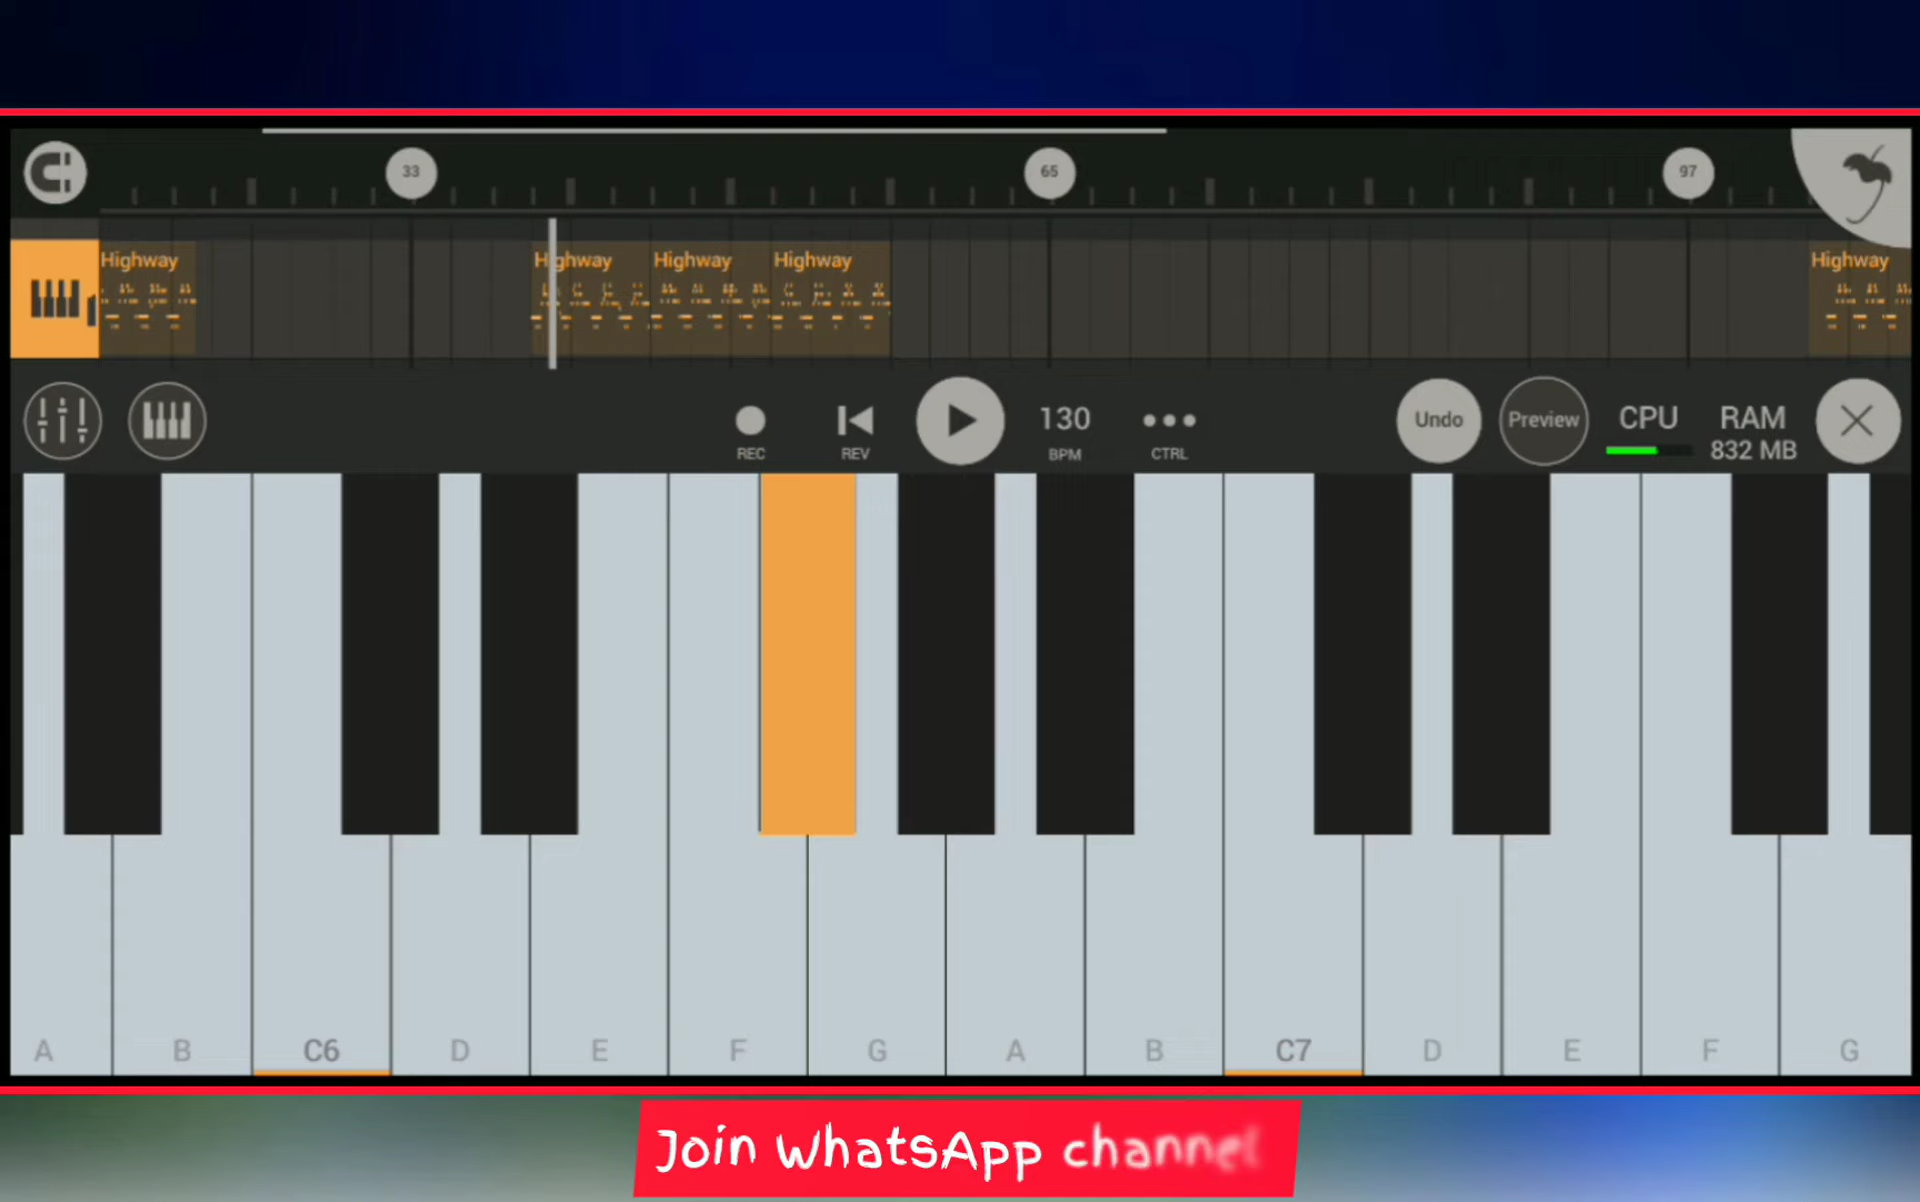 33 65 97
Highway Highway Highway Highway Highway
130 Undo Preview CPU RAM
REC REV BPM CTRL 832 MB
A B C6 D E F G A B C7 D E F G
Join WhatsApp channel